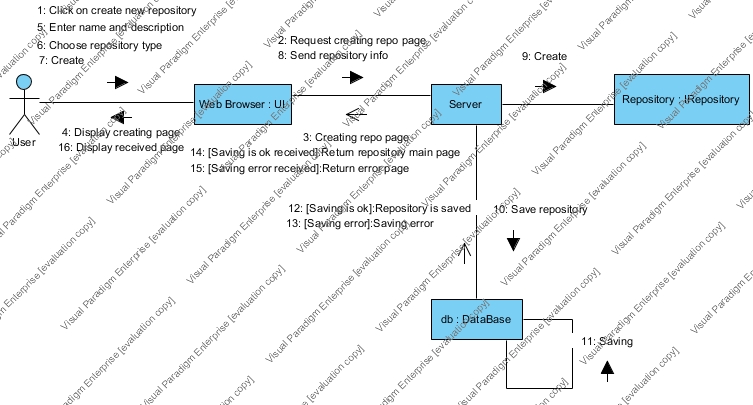 1: Click on create new repository
5: Enter name and description
6: Choose repository type
7: Create
2: Request creating repo page
8: Send repository info
9: Create
User
Web Browser : UI
Server
Repository : IRepository
4: Display creating page
16: Display received page
3: Creating repo page
14: [Saving is ok received]:Return repository main page
15: [Saving error received]:Return error page
12: [Saving is ok]:Repository is saved
13: [Saving error]:Saving error
10: Save repository
db : DataBase
11: Saving
Visual Paradigm Enterprise [evaluation copy]